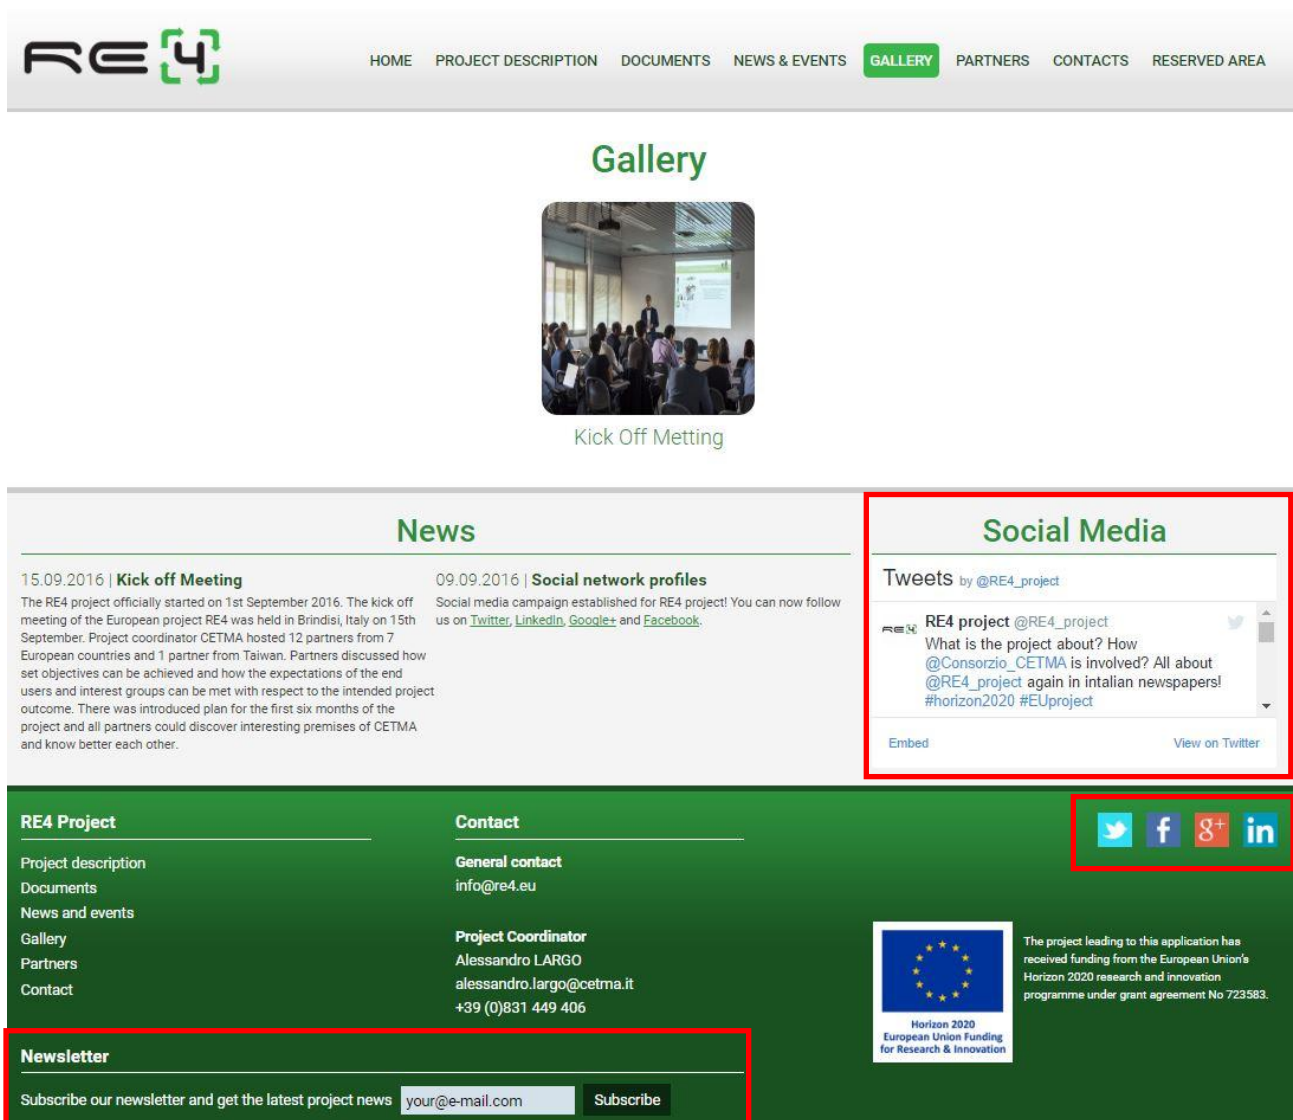 RE4
HOME PROJECT DESCRIPTION DOCUMENTS NEWS & EVENTS GALLERY PARTNERS CONTACTS RESERVED AREA
Gallery
Kick Off Metting
News
15.09.2016 | Kick off Meeting
The RE4 project officially started on 1st September 2016. The kick off
meeting of the European project RE4 was held in Brindisi, Italy on 15th
September. Project coordinator CETMA hosted 12 partners from 7
European countries and 1 partner from Taiwan. Partners discussed how
set objectives can be achieved and how the expectations of the end
users and interest groups can be met with respect to the intended project
outcome. There was introduced plan for the first six months of the
project and all partners could discover interesting premises of CETMA
and know better each other.
09.09.2016 | Social network profiles
Social media campaign established for RE4 project! You can now follow
us on Twitter, LinkedIn, Google+ and Facebook.
Social Media
Tweets by @RE4_project
RE4
RE4 project @RE4_project
What is the project about? How
@Consorzio_CETMA is involved? All about
@RE4_project again in intalian newspapers!
#horizon2020 #EUproject
Embed View on Twitter
RE4 Project
Project description
Documents
News and events
Gallery
Partners
Contact
Contact
General contact
info@re4.eu
Project Coordinator
Alessandro LARGO
alessandro.largo@cetma.it
+39 (0)831 449 406
f g+ in
Horizon 2020
European Union Funding
for Research & Innovation
The project leading to this application has
received funding from the European Union's
Horizon 2020 research and innovation
programme under grant agreement No 723583.
Newsletter
Subscribe our newsletter and get the latest project news your@e-mail.com Subscribe